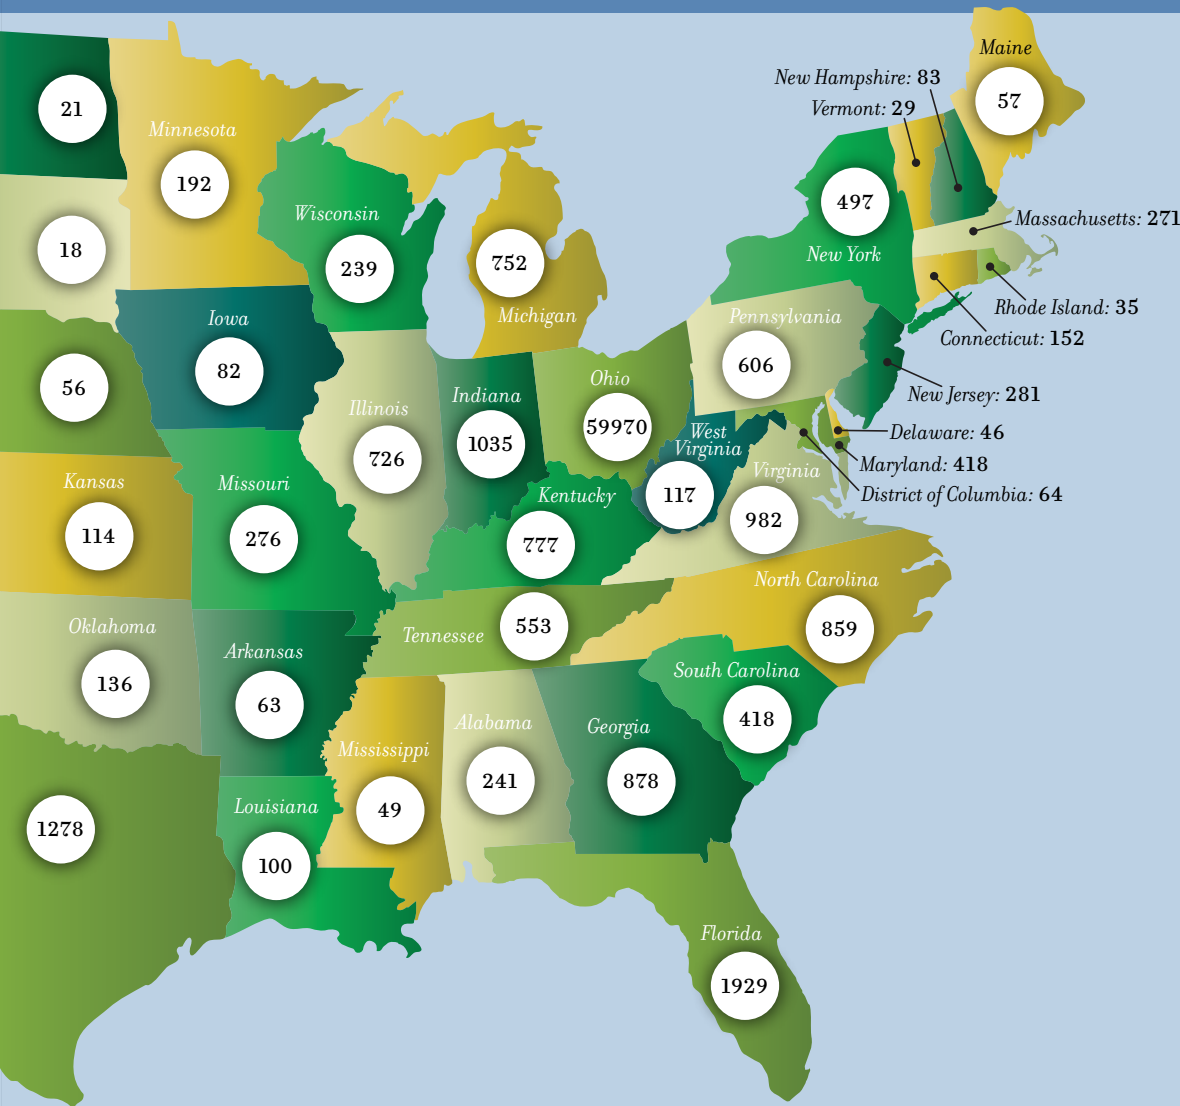 Maine
57
New Hampshire: 83
Vermont: 29
21
Minnesota
192
497
New York
Massachusetts: 271
Wisconsin
239
18
752
Michigan
Rhode Island: 35
Connecticut: 152
Iowa
82
Pennsylvania
606
56
Ohio
59970
Indiana
1035
Illinois
726
New Jersey: 281
Delaware: 46
Maryland: 418
District of Columbia: 64
West
Virginia
117
Virginia
982
Kansas
114
Missouri
276
Kentucky
777
North Carolina
859
Oklahoma
136
Arkansas
63
Tennessee
553
South Carolina
418
Mississippi
49
Alabama
241
Georgia
878
1278
Louisiana
100
Florida
1929